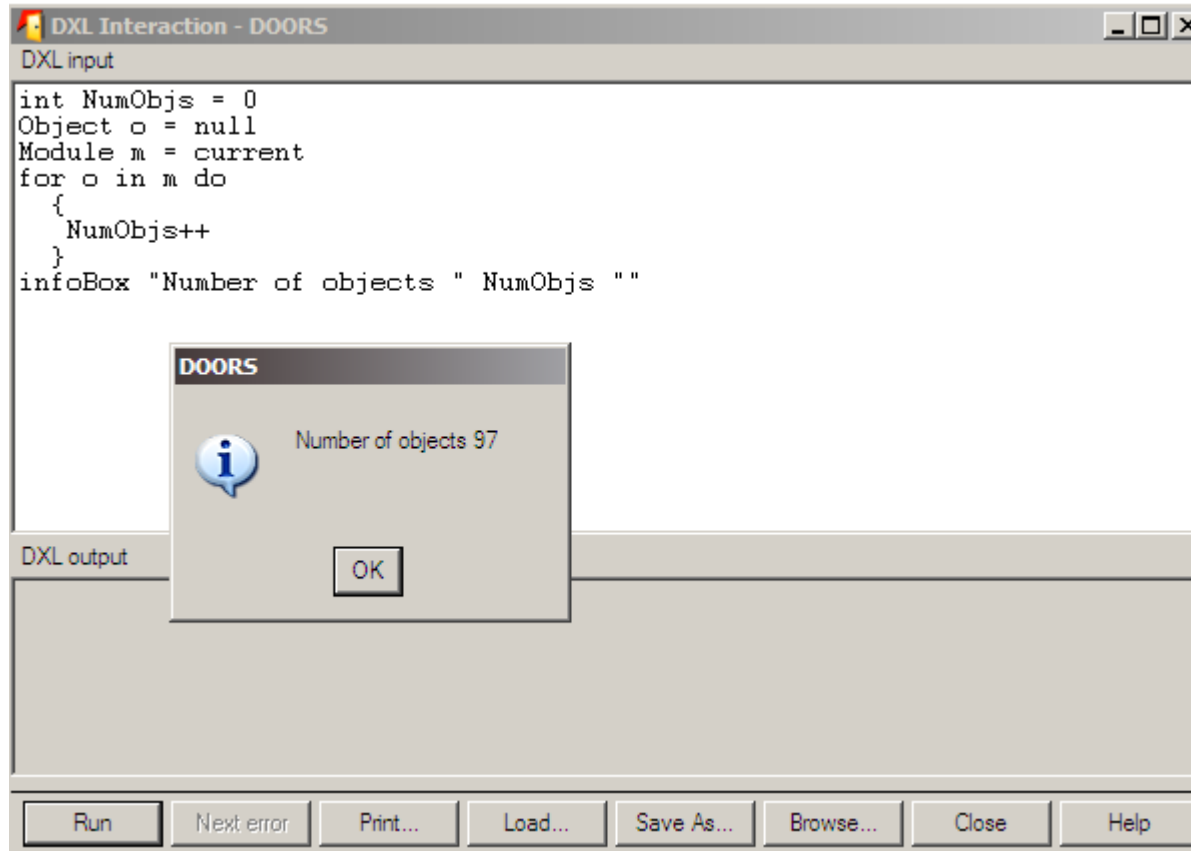 DXL Interaction - DOORS
DXL input
int NumObjs = 0
Object o = null
Module m = current
for o in m do
{
NumObjs++
}
infoBox "Number of objects " NumObjs ""
DOORS
Number of objects 97
OK
DXL output
Run Next error Print... Load... Save As... Browse... Close Help